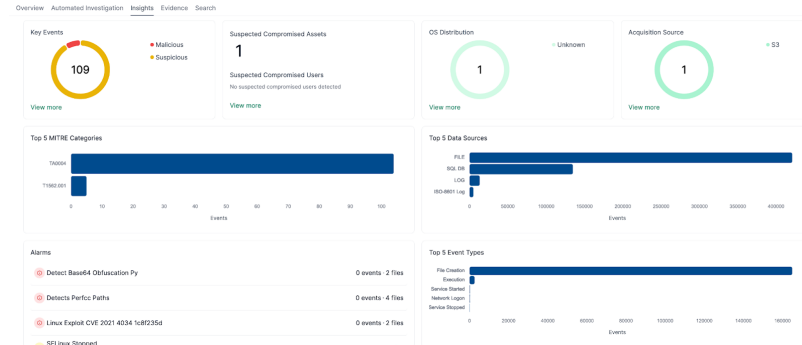 Overview Automated Investigation Insights Evidence Search
Key Events
109
Malicious
Suspicious
View more
Suspected Compromised Assets
1
Suspected Compromised Users
No suspected compromised users detected
View more
OS Distribution
1
Unknown
View more
Acquisition Source
1
S3
View more
Top 5 MITRE Categories
TA0004
T1562.001
0 10 20 30 40 50 60 70 80 90 100
Events
Top 5 Data Sources
FILE
SQL DB
LOG
ISO-8601 Log
0 50000 100000 150000 200000 250000 300000 350000 400000
Events
Alarms
Detect Base64 Obfuscation Py 0 events · 2 files
Detects Perfcc Paths 0 events · 4 files
Linux Exploit CVE 2021 4034 1c8f235d 0 events · 2 files
SELinux Stopped
Top 5 Event Types
File Creation
Execution
Service Started
Network Logon
Service Stopped
0 20000 40000 60000 80000 100000 120000 140000 160000
Events